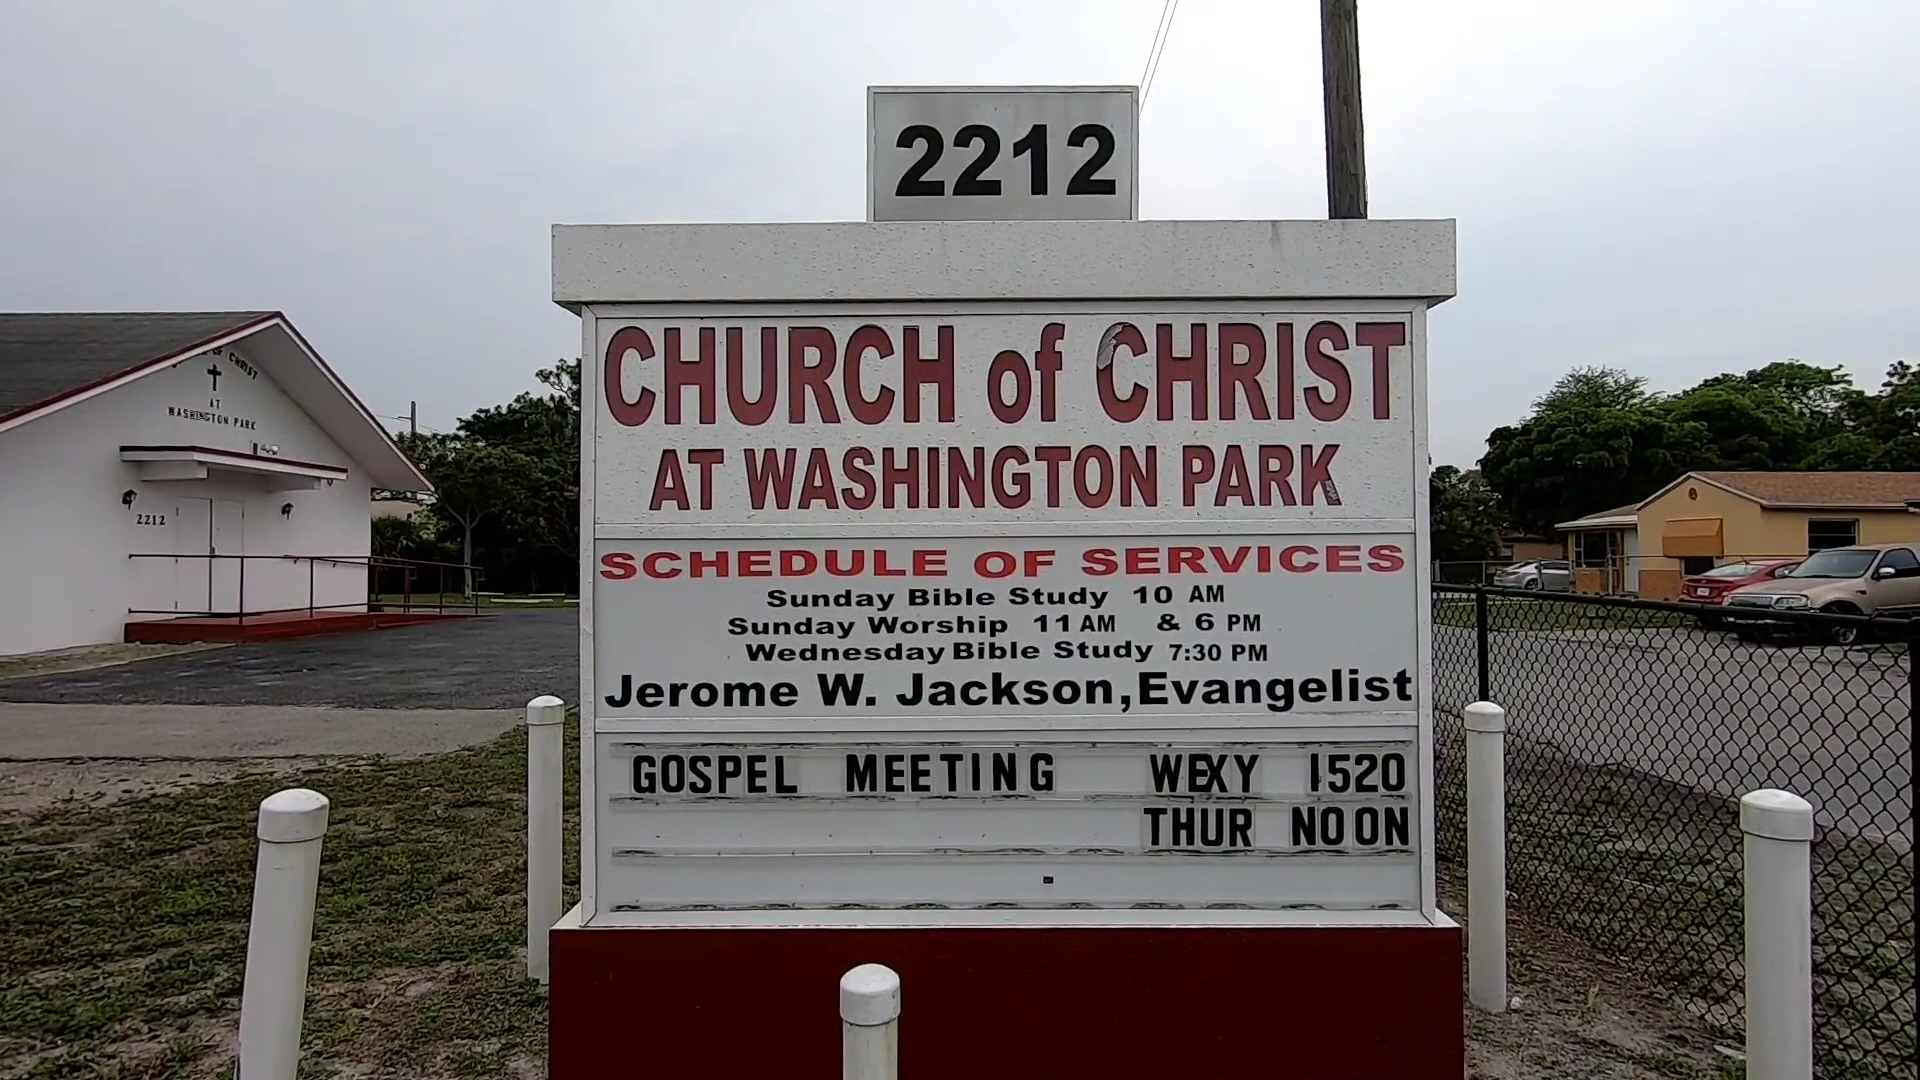 2212
CHURCH of CHRIST
AT WASHINGTON PARK
SCHEDULE OF SERVICES
Sunday Bible Study 10 AM
Sunday Worship 11 AM & 6 PM
Wednesday Bible Study 7:30 PM
Jerome W. Jackson, Evangelist
GOSPEL MEETING WEXY 1520
THUR NOON
OF CHRIST
AT
WASHINGTON PARK
2212